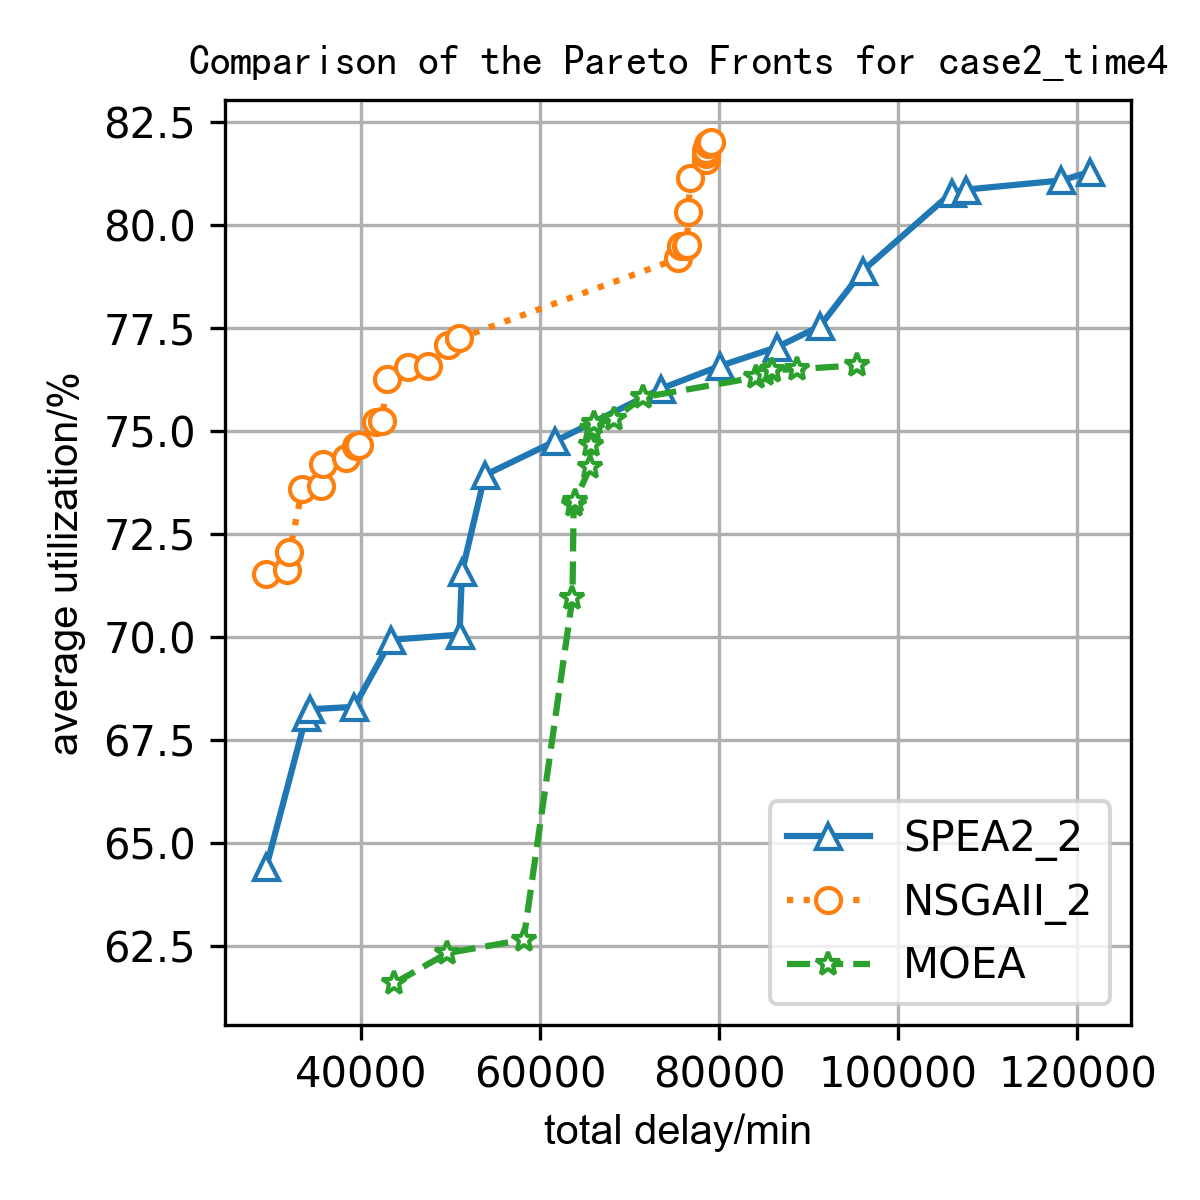 Comparison of the Pareto Fronts for case2_time4
82.5
80.0
77.5
75.0
72.5
70.0
67.5
65.0
62.5
average utilization/%
SPEA2_2
NSGAII_2
MOEA
40000 60000 80000 100000 120000
total delay/min